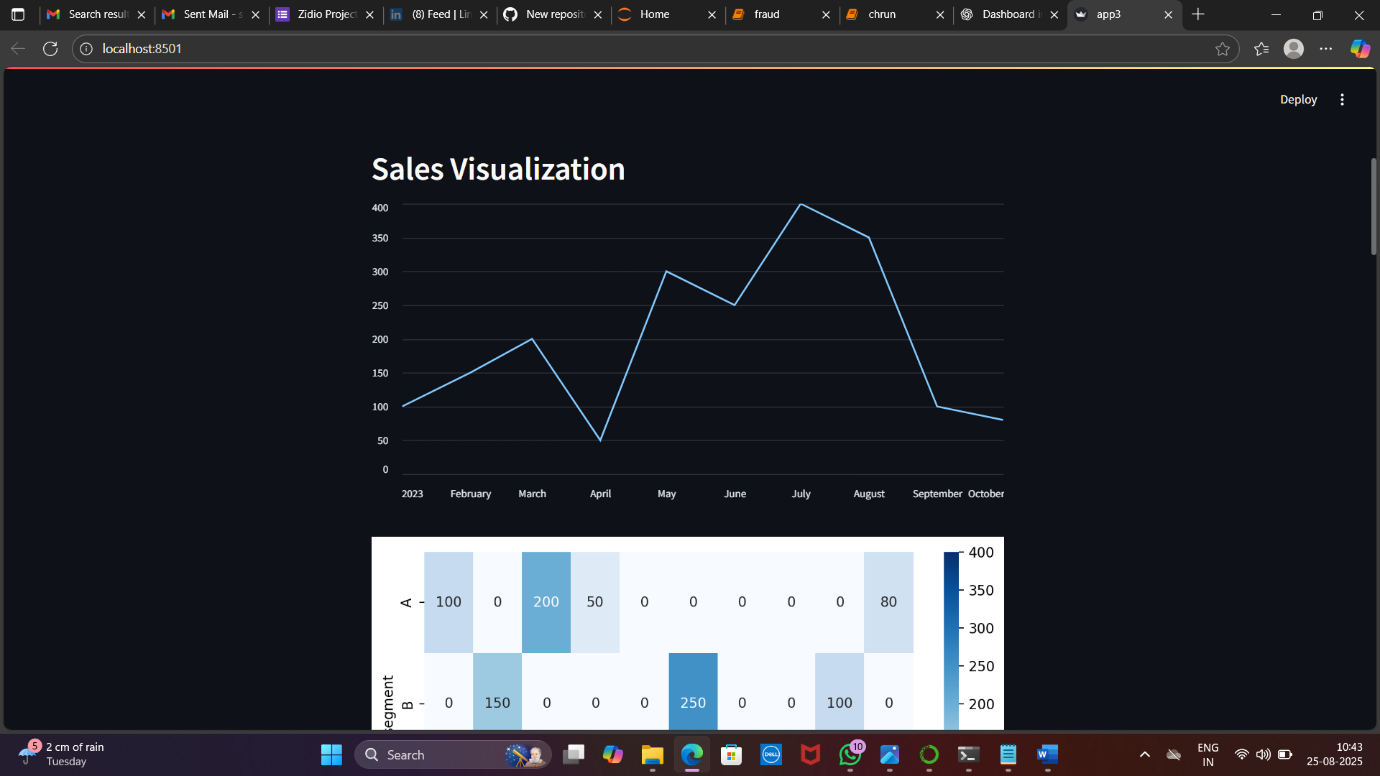 Search result
Sent Mail - s
Zidio Project
(8) Feed | Lin
New reposit
Home
fraud
chrun
Dashboard i
app3
localhost:8501
Deploy
Sales Visualization
400
350
300
250
200
150
100
50
0
2023 February March April May June July August September October
A 100 0 200 50 0 0 0 0 0 80
B 0 150 0 0 0 250 0 0 100 0
egment
400
350
300
250
200
5
2 cm of rain
Tuesday
Search
DELL
10
ENG
IN
10:43
25-08-2025